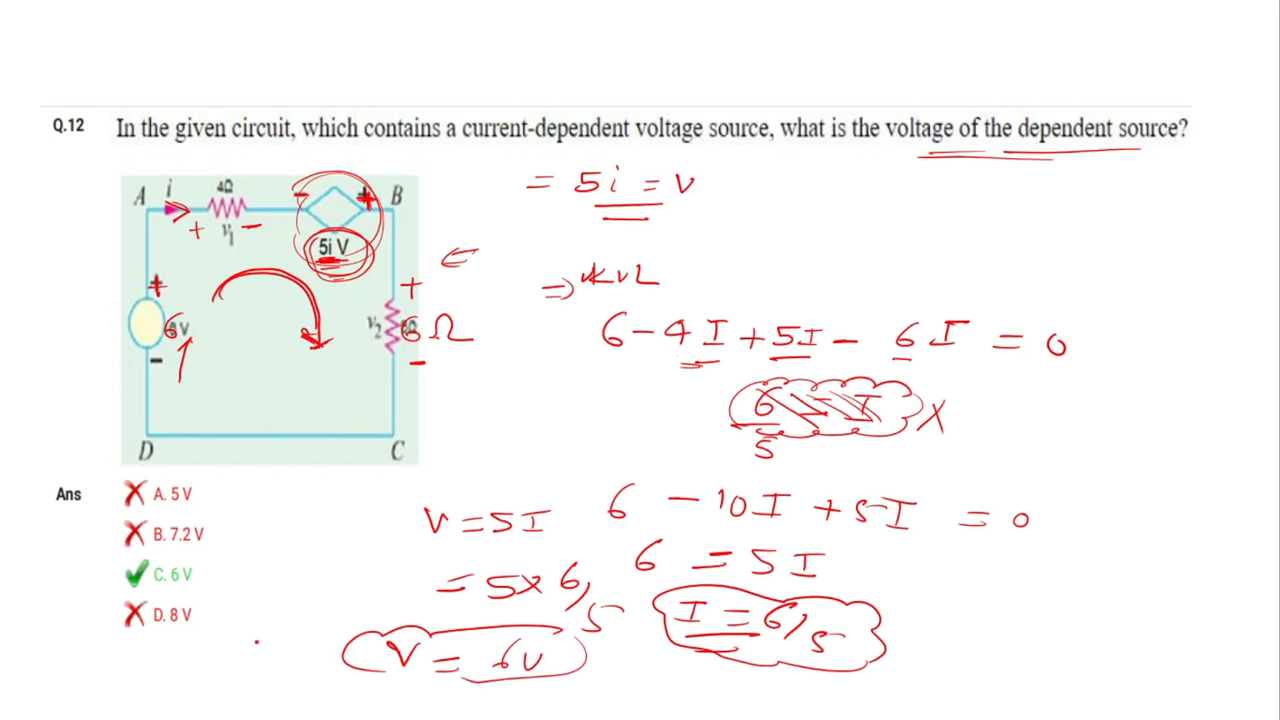 Q.12 In the given circuit, which contains a current-dependent voltage source, what is the voltage of the dependent source?
= 5i = V
A i 4Ω - + B
+ V₁ -
5i V
⇒ KVL
+ +
6 - 4I + 5I - 6I = 0
6V V₂ 6Ω
- -
6 = I X
5
D C
Ans A. 5 V
B. 7.2 V
C. 6 V
D. 8 V
V = 5I 6 - 10I + 5I = 0
= 5x6/5 6 = 5I
I = 6/5
V = 6V